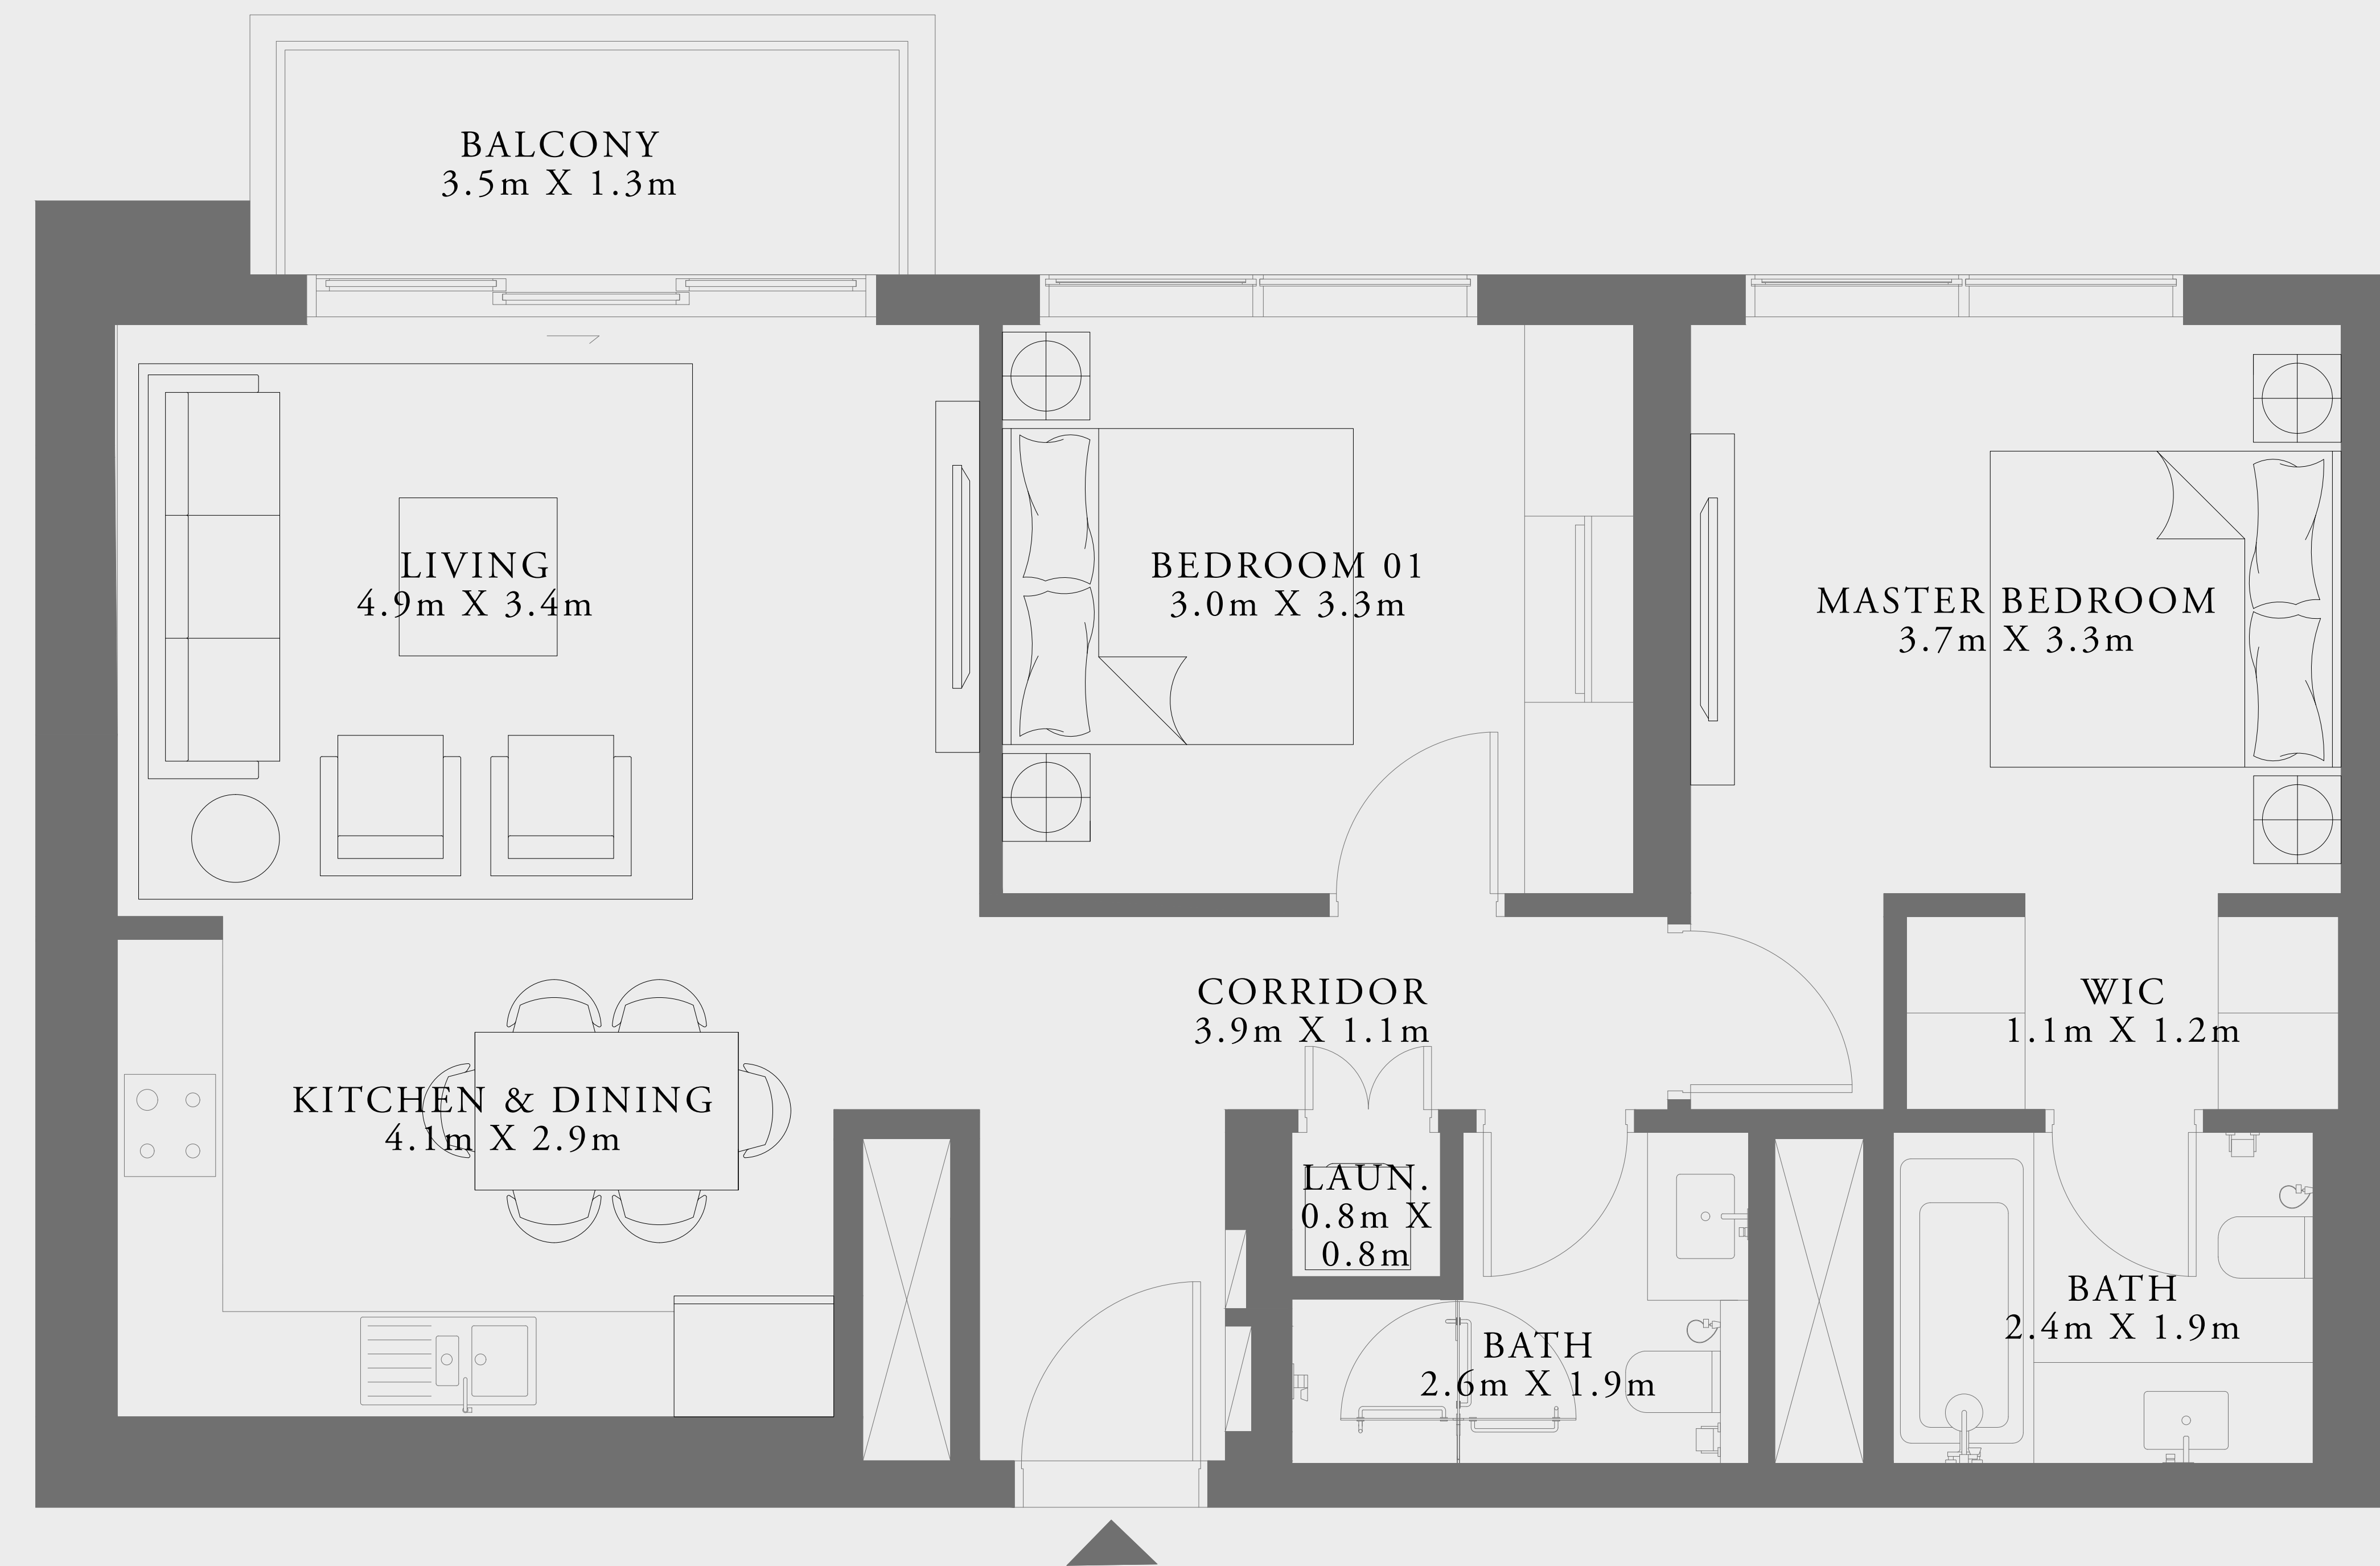 BALCONY
3.5m X 1.3m
LIVING
4.9m X 3.4m
BEDROOM 01
3.0m X 3.3m
MASTER BEDROOM
3.7m X 3.3m
CORRIDOR
3.9m X 1.1m
WIC
1.1m X 1.2m
KITCHEN & DINING
4.1m X 2.9m
LAUN.
0.8m X
0.8m
BATH
2.6m X 1.9m
BATH
2.4m X 1.9m